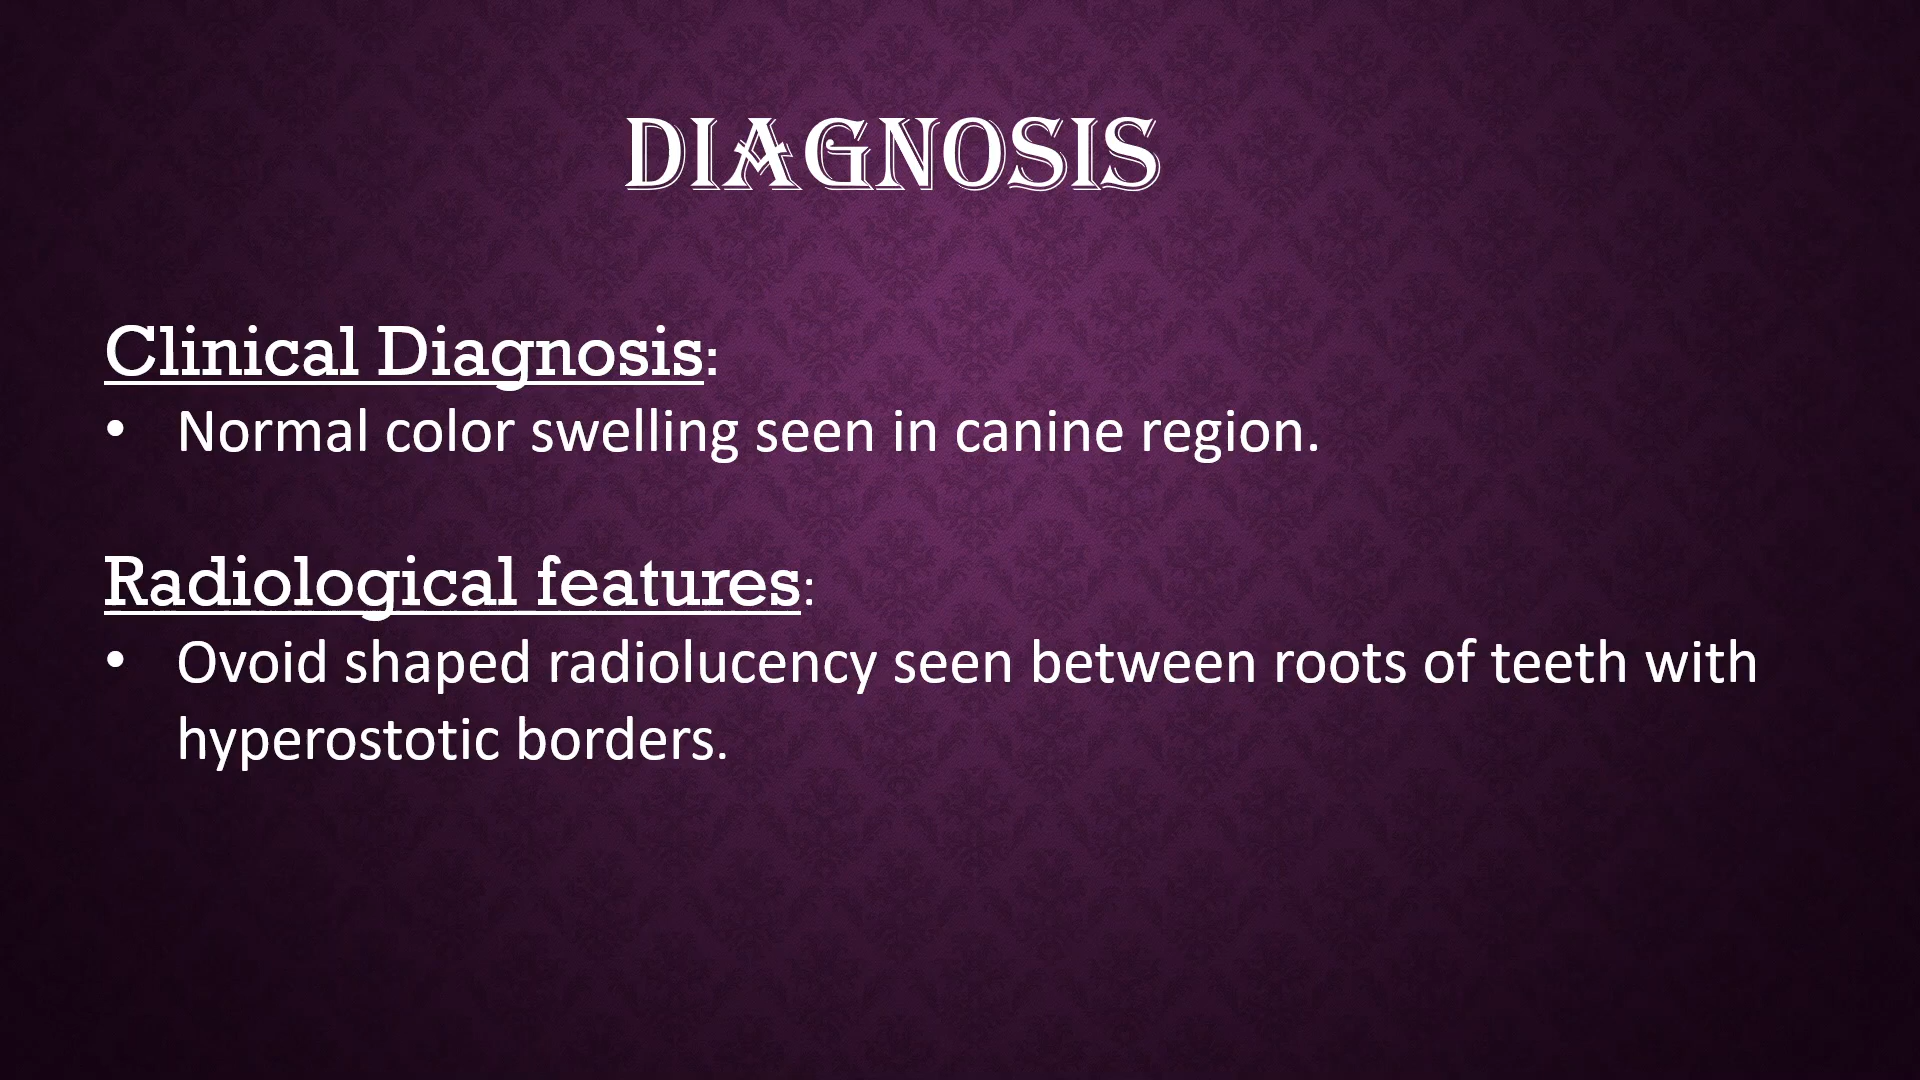 DIAGNOSIS
Clinical Diagnosis:
• Normal color swelling seen in canine region.
Radiological features:
• Ovoid shaped radiolucency seen between roots of teeth with
hyperostotic borders.